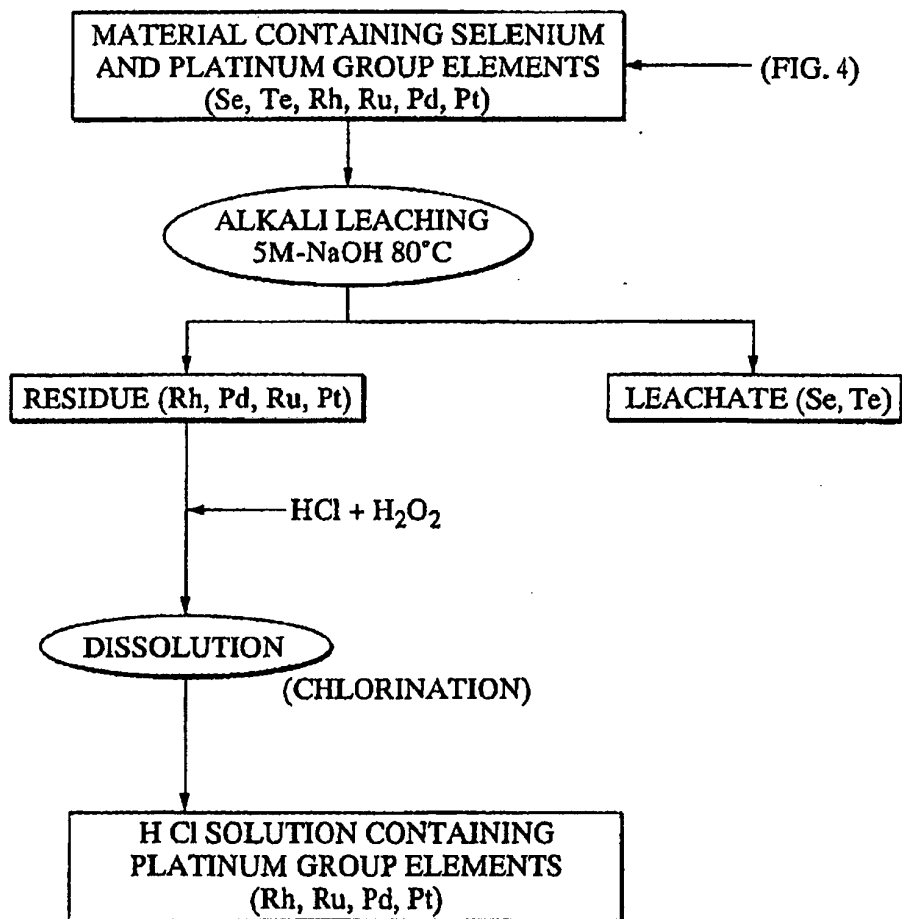 MATERIAL CONTAINING SELENIUM
AND PLATINUM GROUP ELEMENTS
(Se, Te, Rh, Ru, Pd, Pt)
(FIG. 4)
ALKALI LEACHING
5M-NaOH 80°C
RESIDUE (Rh, Pd, Ru, Pt)
LEACHATE (Se, Te)
HCl + H₂O₂
DISSOLUTION
(CHLORINATION)
H Cl SOLUTION CONTAINING
PLATINUM GROUP ELEMENTS
(Rh, Ru, Pd, Pt)